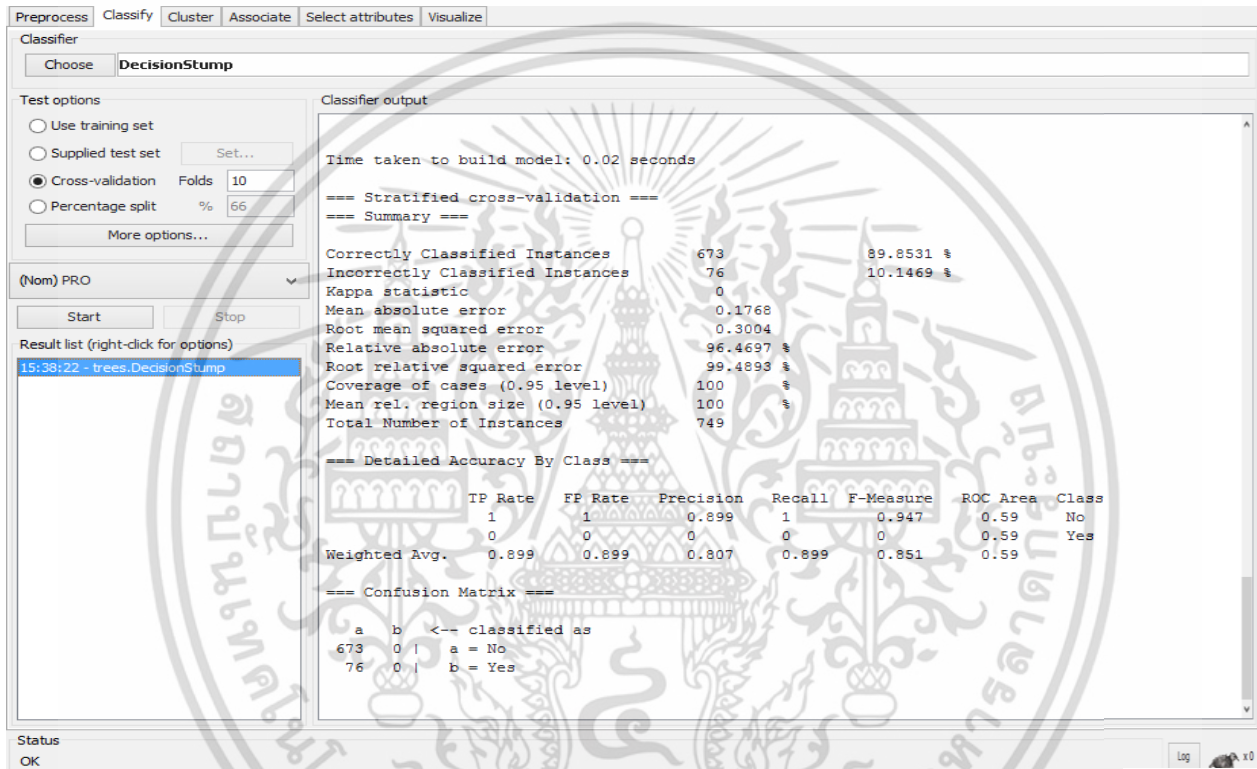 Preprocess Classify Cluster Associate Select attributes Visualize
Classifier
Choose DecisionStump
Test options
Use training set
Supplied test set Set...
Cross-validation Folds 10
Percentage split % 66
More options...
(Nom) PRO
Start Stop
Result list (right-click for options)
15:38:22 - trees.DecisionStump
Classifier output
Time taken to build model: 0.02 seconds
=== Stratified cross-validation ===
=== Summary ===
Correctly Classified Instances 673 89.8531 %
Incorrectly Classified Instances 76 10.1469 %
Kappa statistic 0
Mean absolute error 0.1768
Root mean squared error 0.3004
Relative absolute error 96.4697 %
Root relative squared error 99.4893 %
Coverage of cases (0.95 level) 100 %
Mean rel. region size (0.95 level) 100 %
Total Number of Instances 749
=== Detailed Accuracy By Class ===
TP Rate FP Rate Precision Recall F-Measure ROC Area Class
1 1 0.899 1 0.947 0.59 No
0 0 0 0 0 0.59 Yes
Weighted Avg. 0.899 0.899 0.807 0.899 0.851 0.59
=== Confusion Matrix ===
a b <-- classified as
673 0 | a = No
76 0 | b = Yes
Status
OK
Log
x 0